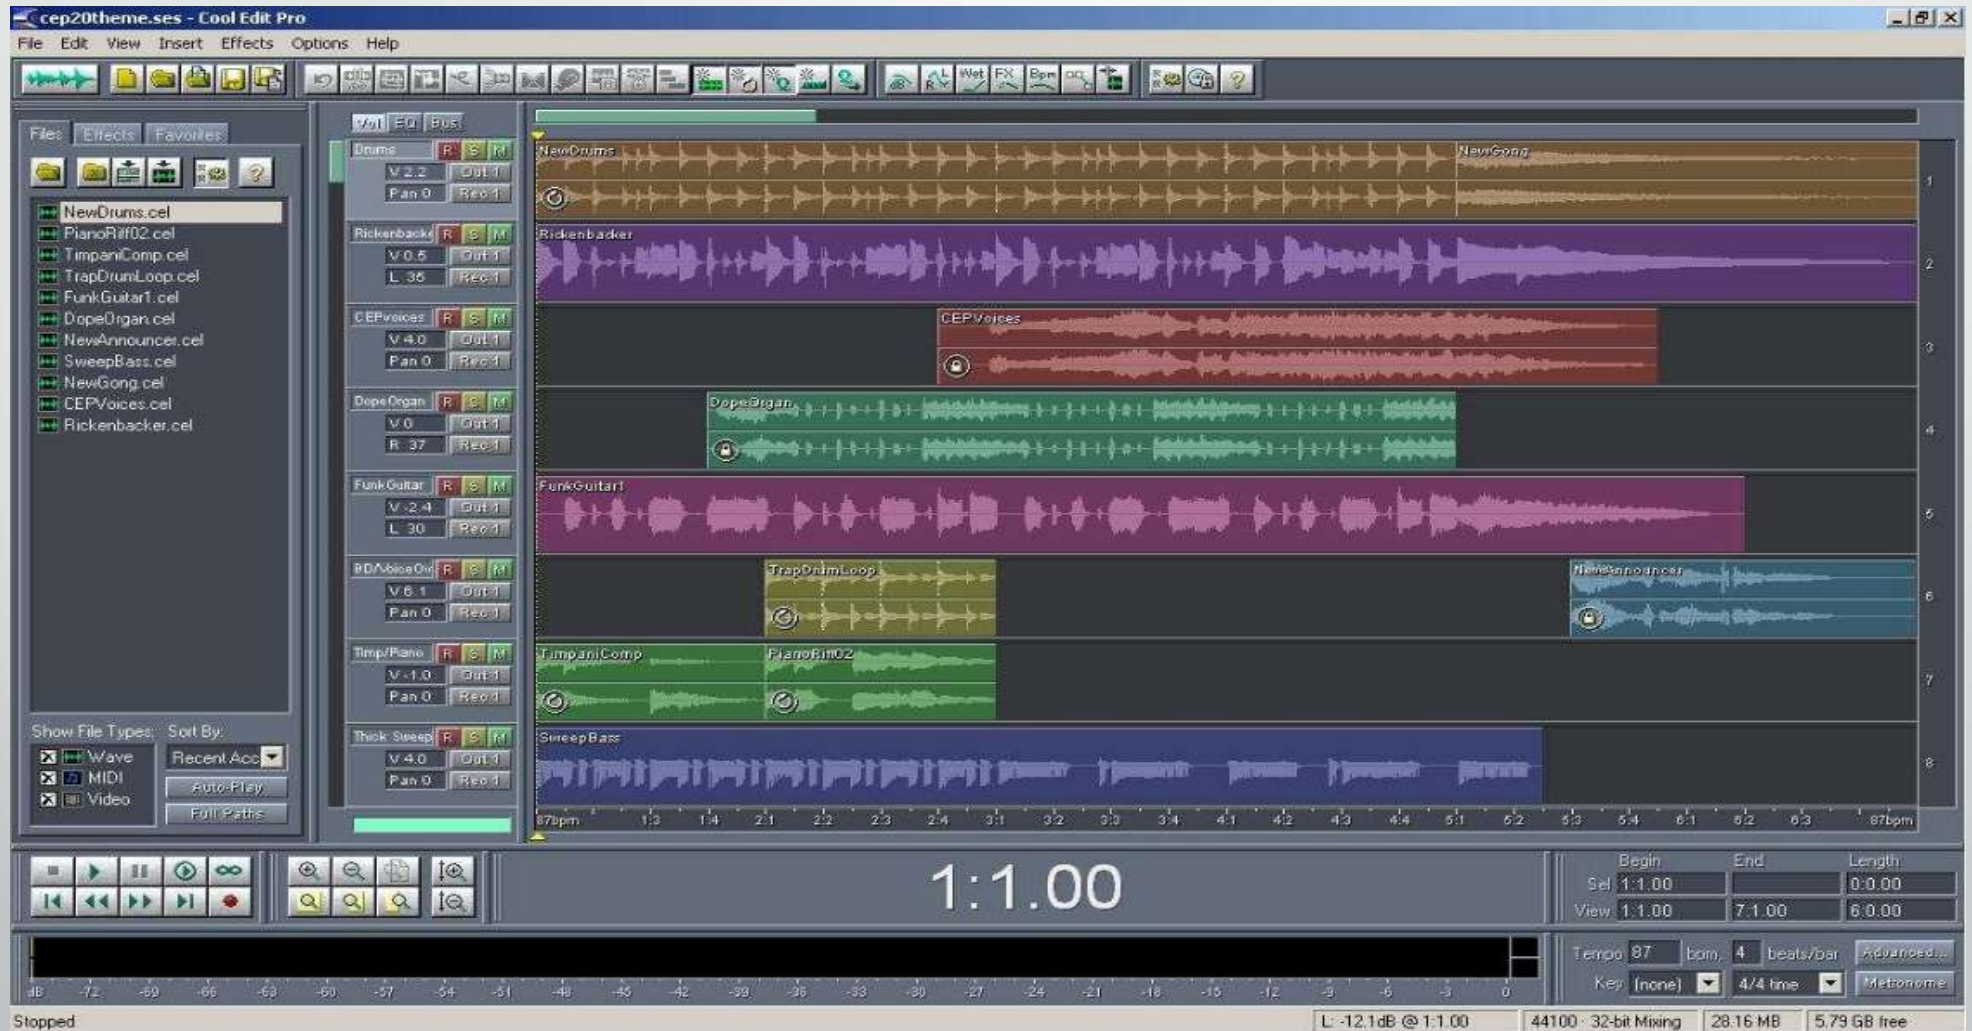 cep20theme.ses - Cool Edit Pro
File Edit View Insert Effects Options Help
Wet FX Bpm
Files Effects Favorites
NewDrums.cel
PianoRiff02.cel
TimpaniComp.cel
TrapDrumLoop.cel
FunkGuitar1.cel
DopeOrgan.cel
NewAnnouncer.cel
SweepBass.cel
NewGong.cel
CEPVoices.cel
Rickenbacker.cel
Show File Types: Sort By:
Wave Recent Acc
MIDI Auto-Play
Video Full Paths
Vol EQ Bus
Drums R S M
V 2.2 Out 1
Pan 0 Rec 1
NewDrums NewGong
1
Rickenbacke R S M
V 0.5 Out 1
L 35 Rec 1
Rickenbacker
2
CEPvoices R S M
V 4.0 Out 1
Pan 0 Rec 1
CEPVoices
3
DopeOrgan R S M
V 0 Out 1
R 37 Rec 1
DopeOrgan
4
FunkGuitar R S M
V -2.4 Out 1
L 30 Rec 1
FunkGuitar1
5
R S M
V 6.1 Out 1
Pan 0 Rec 1
TrapDrumLoop NewAnnouncer
6
Timp/Piano R S M
V -1.0 Out 1
Pan 0 Rec 1
TimpaniComp PianoRiff02
7
Thick Sweep R S M
V 4.0 Out 1
Pan 0 Rec 1
SweepBass
8
87bpm 1:3 1:4 2:1 2:2 2:3 2:4 3:1 3:2 3:3 3:4 4:1 4:2 4:3 4:4 5:1 5:2 5:3 5:4 6:1 6:2 6:3 87bpm
1:1.00
Begin End Length
Sel 1:1.00 0:0.00
View 1:1.00 7:1.00 6:0.00
Tempo 87 bpm, 4 beats/bar Advanced...
Key (none) 4/4 time Metronome
dB -72 -69 -66 -63 -60 -57 -54 -51 -48 -45 -42 -39 -36 -33 -30 -27 -24 -21 -18 -15 -12 -9 -6 -3 0
Stopped L: -12.1dB @ 1:1.00 44100 · 32-bit Mixing 28.16 MB 5.79 GB free